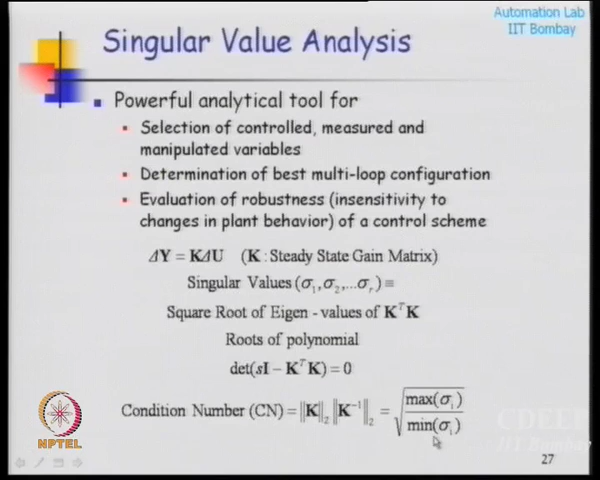 Automation Lab
IIT Bombay
Singular Value Analysis
Powerful analytical tool for
Selection of controlled, measured and
manipulated variables
Determination of best multi-loop configuration
Evaluation of robustness (insensitivity to
changes in plant behavior) of a control scheme
ΔY = KΔU (K : Steady State Gain Matrix)
Singular Values (σ₁,σ₂,...σᵣ) ≡
Square Root of Eigen - values of KᵀK
Roots of polynomial
det(sI − KᵀK) = 0
Condition Number (CN) = ‖K‖₂ ‖K⁻¹‖₂ = √(max(σᵢ) / min(σᵢ))
NPTEL
CDEEP
IIT Bombay
27